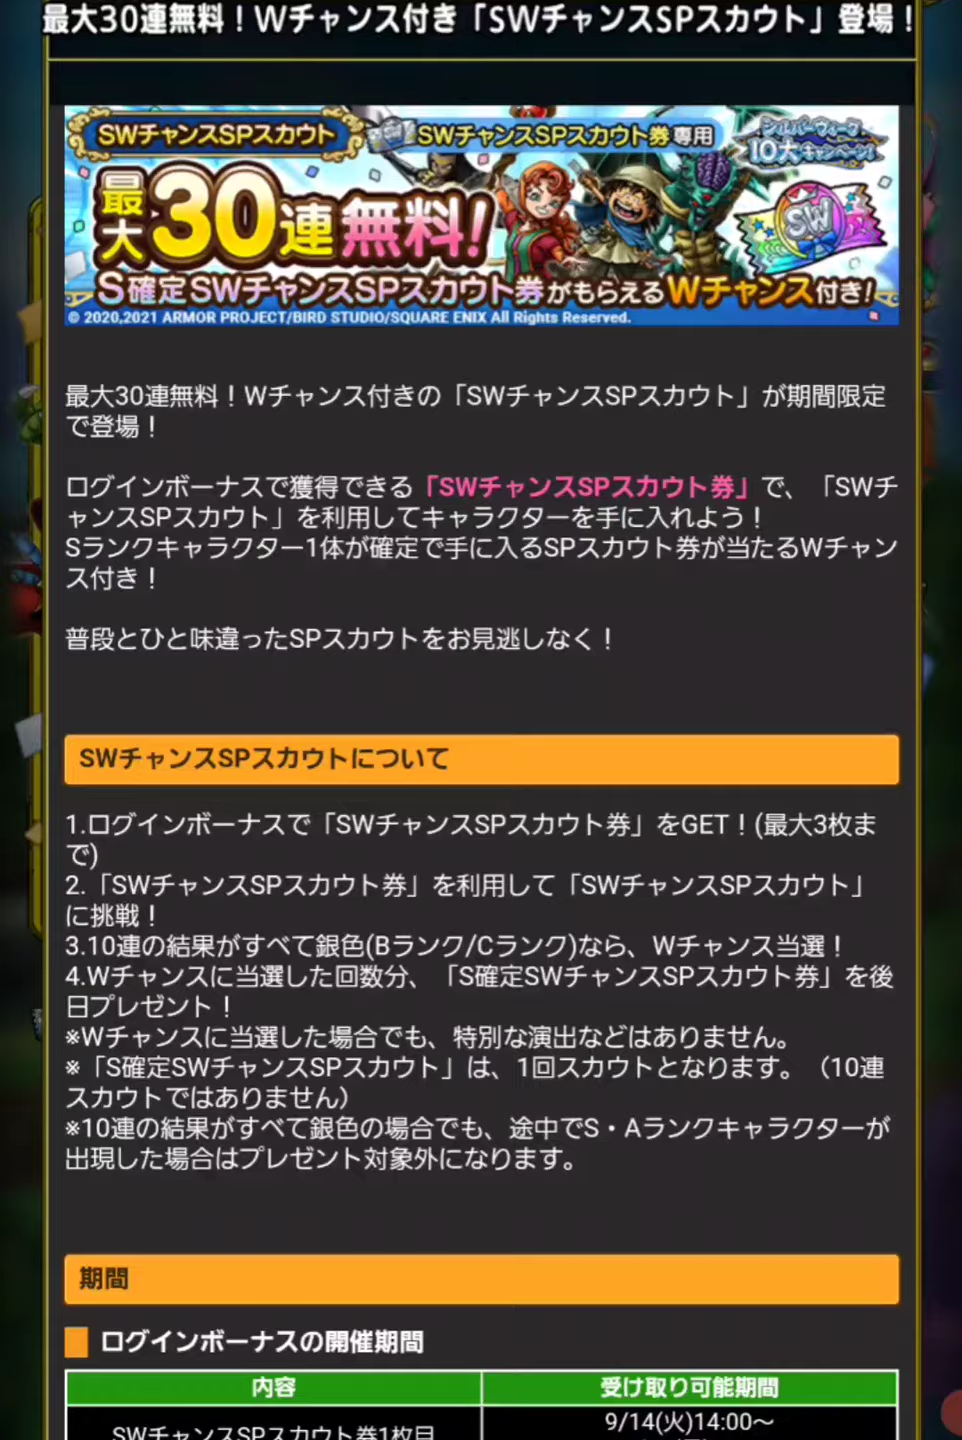 最大30連無料！Wチャンス付き「SWチャンスSPスカウト」登場！
SWチャンスSPスカウト
SWチャンスSPスカウト券専用
シルバーウィーク
10大キャンペーン!
最大30連無料!
SW
S確定SWチャンスSPスカウト券がもらえるWチャンス付き!
© 2020,2021 ARMOR PROJECT/BIRD STUDIO/SQUARE ENIX All Rights Reserved.
最大30連無料！Wチャンス付きの「SWチャンスSPスカウト」が期間限定
で登場！
ログインボーナスで獲得できる「SWチャンスSPスカウト券」で、「SWチ
ャンスSPスカウト」を利用してキャラクターを手に入れよう！
Sランクキャラクター1体が確定で手に入るSPスカウト券が当たるWチャン
ス付き！
普段とひと味違ったSPスカウトをお見逃しなく！
SWチャンスSPスカウトについて
1.ログインボーナスで「SWチャンスSPスカウト券」をGET！(最大3枚ま
で)
2.「SWチャンスSPスカウト券」を利用して「SWチャンスSPスカウト」
に挑戦！
3.10連の結果がすべて銀色(Bランク/Cランク)なら、Wチャンス当選！
4.Wチャンスに当選した回数分、「S確定SWチャンスSPスカウト券」を後
日プレゼント！
※Wチャンスに当選した場合でも、特別な演出などはありません。
※「S確定SWチャンスSPスカウト」は、1回スカウトとなります。（10連
スカウトではありません）
※10連の結果がすべて銀色の場合でも、途中でS・Aランクキャラクターが
出現した場合はプレゼント対象外になります。
期間
ログインボーナスの開催期間
内容
受け取り可能期間
SWチャンスSPスカウト券1枚目
9/14(火)14:00〜